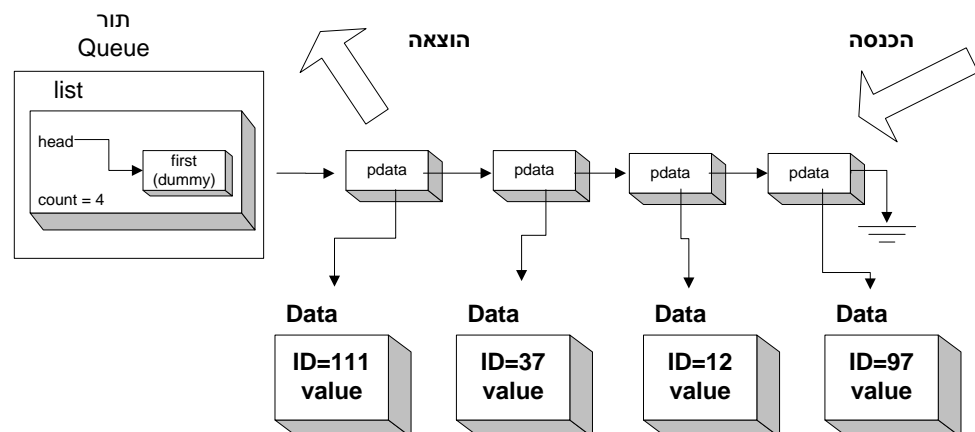 תור
Queue
list
head
first
(dummy)
count = 4
הוצאה
הכנסה
pdata
pdata
pdata
pdata
Data
Data
Data
Data
ID=111
value
ID=37
value
ID=12
value
ID=97
value